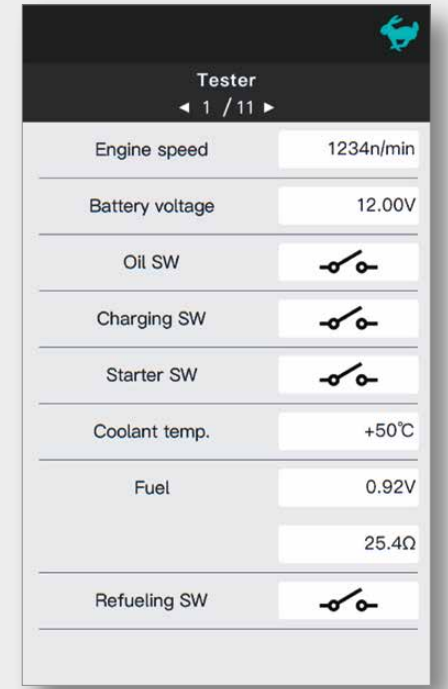 Tester
◄ 1 / 11 ►
Engine speed 1234n/min
Battery voltage 12.00V
Oil SW
Charging SW
Starter SW
Coolant temp. +50℃
Fuel 0.92V
25.4Ω
Refueling SW